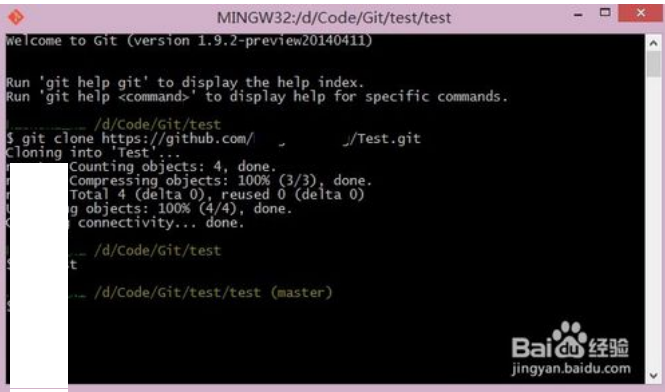 MINGW32:/d/Code/Git/test/test
Welcome to Git (version 1.9.2-preview20140411)
Run 'git help git' to display the help index.
Run 'git help <command>' to display help for specific commands.
/d/Code/Git/test
$ git clone https://github.com/ /Test.git
Cloning into 'Test'...
Counting objects: 4, done.
Compressing objects: 100% (3/3), done.
Total 4 (delta 0), reused 0 (delta 0)
g objects: 100% (4/4), done.
connectivity... done.
/d/Code/Git/test
t
/d/Code/Git/test/test (master)
Bai du 经验
jingyan.baidu.com